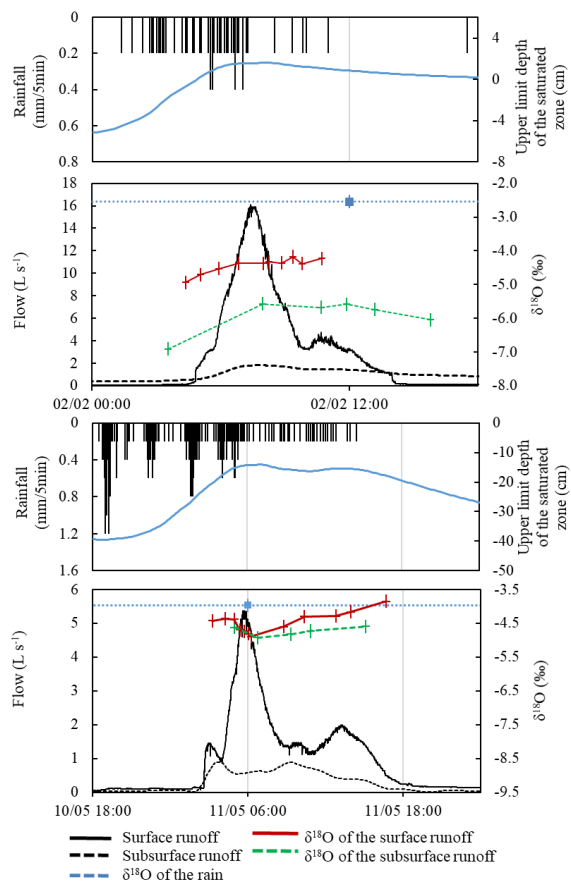 0
0.2
0.4
0.6
0.8
Rainfall
(mm/5min)
4
0
-4
-8
Upper limit depth
of the saturated
zone (cm)
18
16
14
12
10
8
6
4
2
0
Flow (L s⁻¹)
-2.0
-3.0
-4.0
-5.0
-6.0
-7.0
-8.0
δ¹⁸O (‰)
02/02 00:00
02/02 12:00
0
0.4
0.8
1.2
1.6
Rainfall
(mm/5min)
0
-10
-20
-30
-40
-50
Upper limit depth
of the saturated
zone (cm)
6
5
4
3
2
1
0
Flow (L s⁻¹)
-3.5
-4.5
-5.5
-6.5
-7.5
-8.5
-9.5
δ¹⁸O (‰)
10/05 18:00
11/05 06:00
11/05 18:00
Surface runoff
δ¹⁸O of the surface runoff
Subsurface runoff
δ¹⁸O of the subsurface runoff
δ¹⁸O of the rain